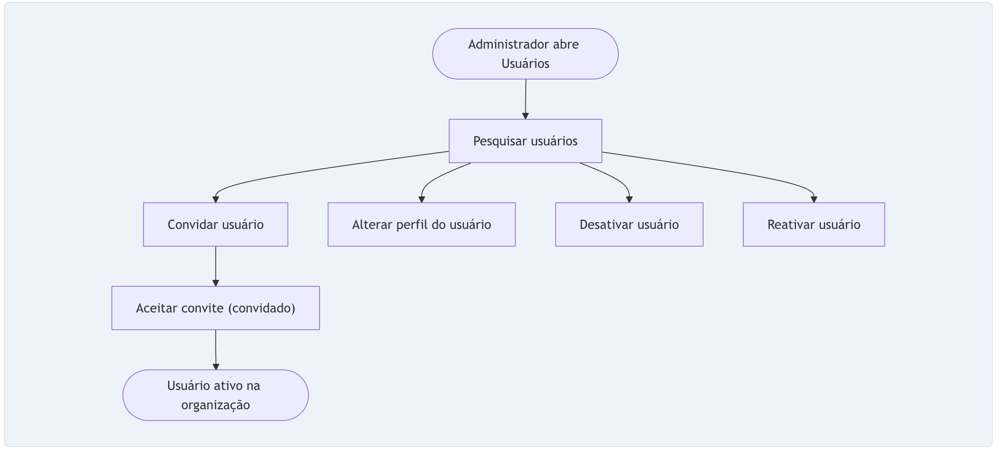 Administrador abre
Usuários
Pesquisar usuários
Convidar usuário
Alterar perfil do usuário
Desativar usuário
Reativar usuário
Aceitar convite (convidado)
Usuário ativo na
organização